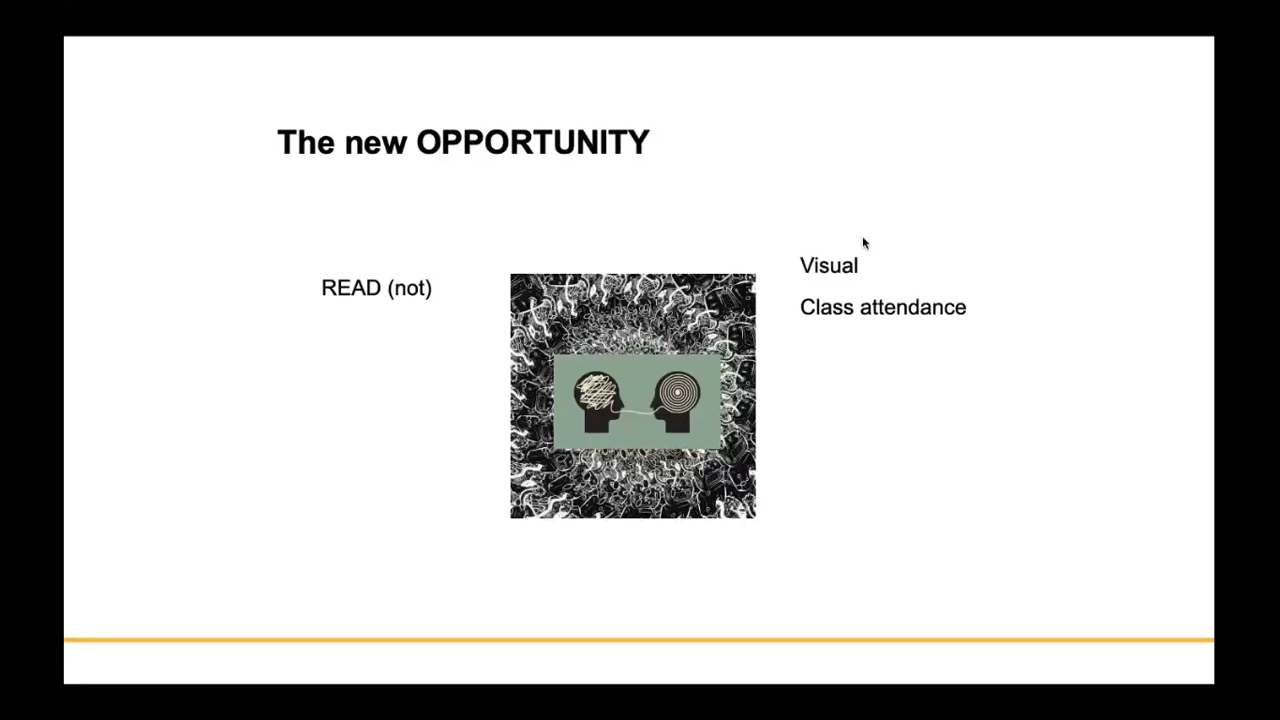 The new OPPORTUNITY
READ (not)
Visual
Class attendance